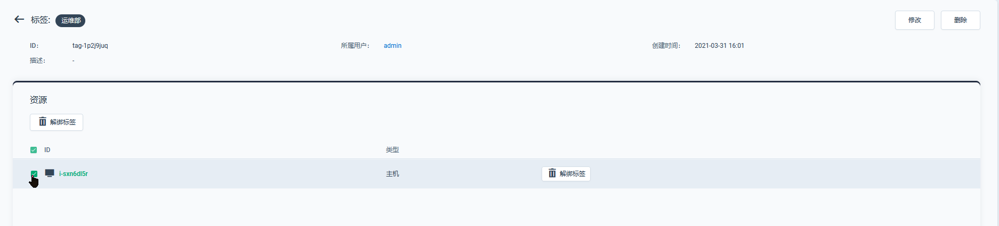 标签: 运维部 修改 删除
ID: tag-1p2j9juq 所属用户: admin 创建时间: 2021-03-31 16:01
描述: -
资源
解绑标签
ID 类型
i-sxn6dl5r 主机 解绑标签